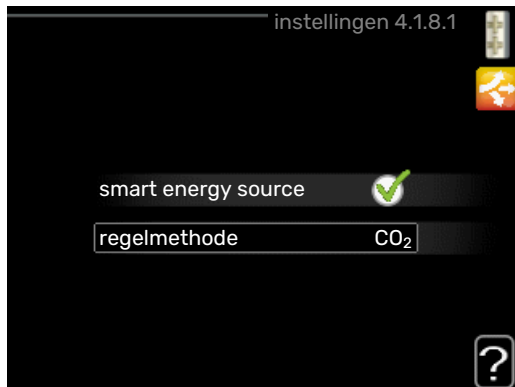 instellingen 4.1.8.1
smart energy source
regelmethode CO₂
?